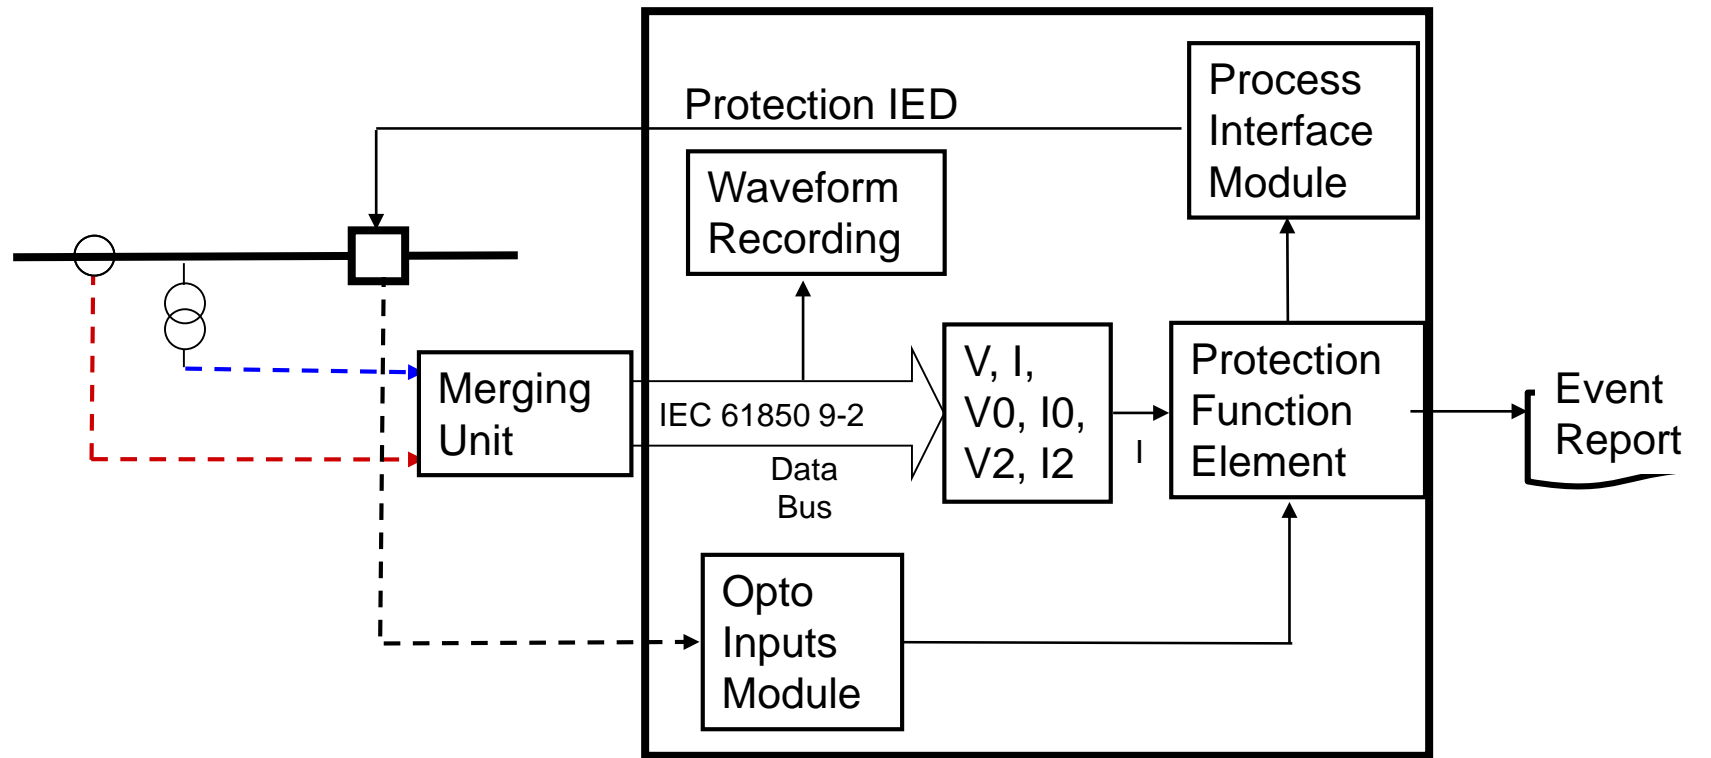 Protection IED
Process
Interface
Module
Waveform
Recording
Merging
Unit
IEC 61850 9-2
Data
Bus
V, I,
V0, I0,
V2, I2
I
Protection
Function
Element
Event
Report
Opto
Inputs
Module